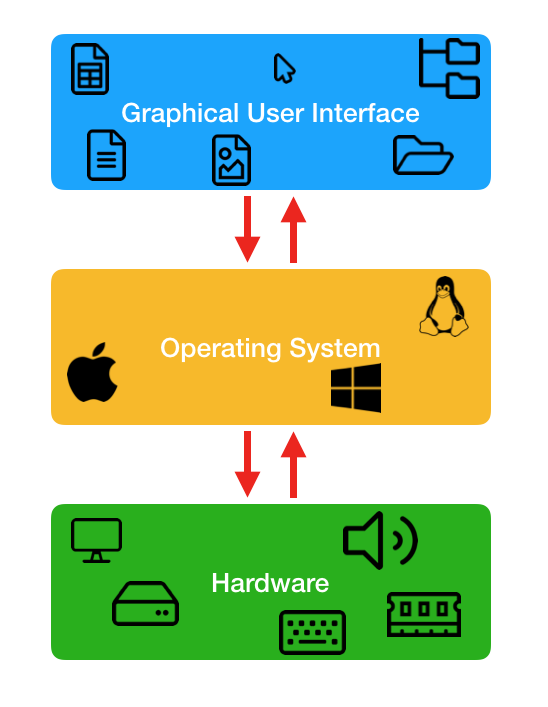 Graphical User Interface
Operating System
Hardware